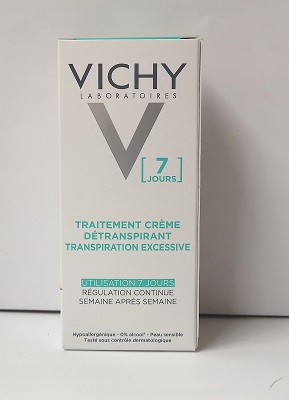 VICHY
LABORATOIRES
[7
JOURS]
TRAITEMENT CRÈME
DÉTRANSPIRANT
TRANSPIRATION EXCESSIVE
UTILISATION 7 JOURS
RÉGULATION CONTINUE
SEMAINE APRÈS SEMAINE
Hypoallergénique - 0% alcool* - Peau sensible
Testé sous contrôle dermatologique